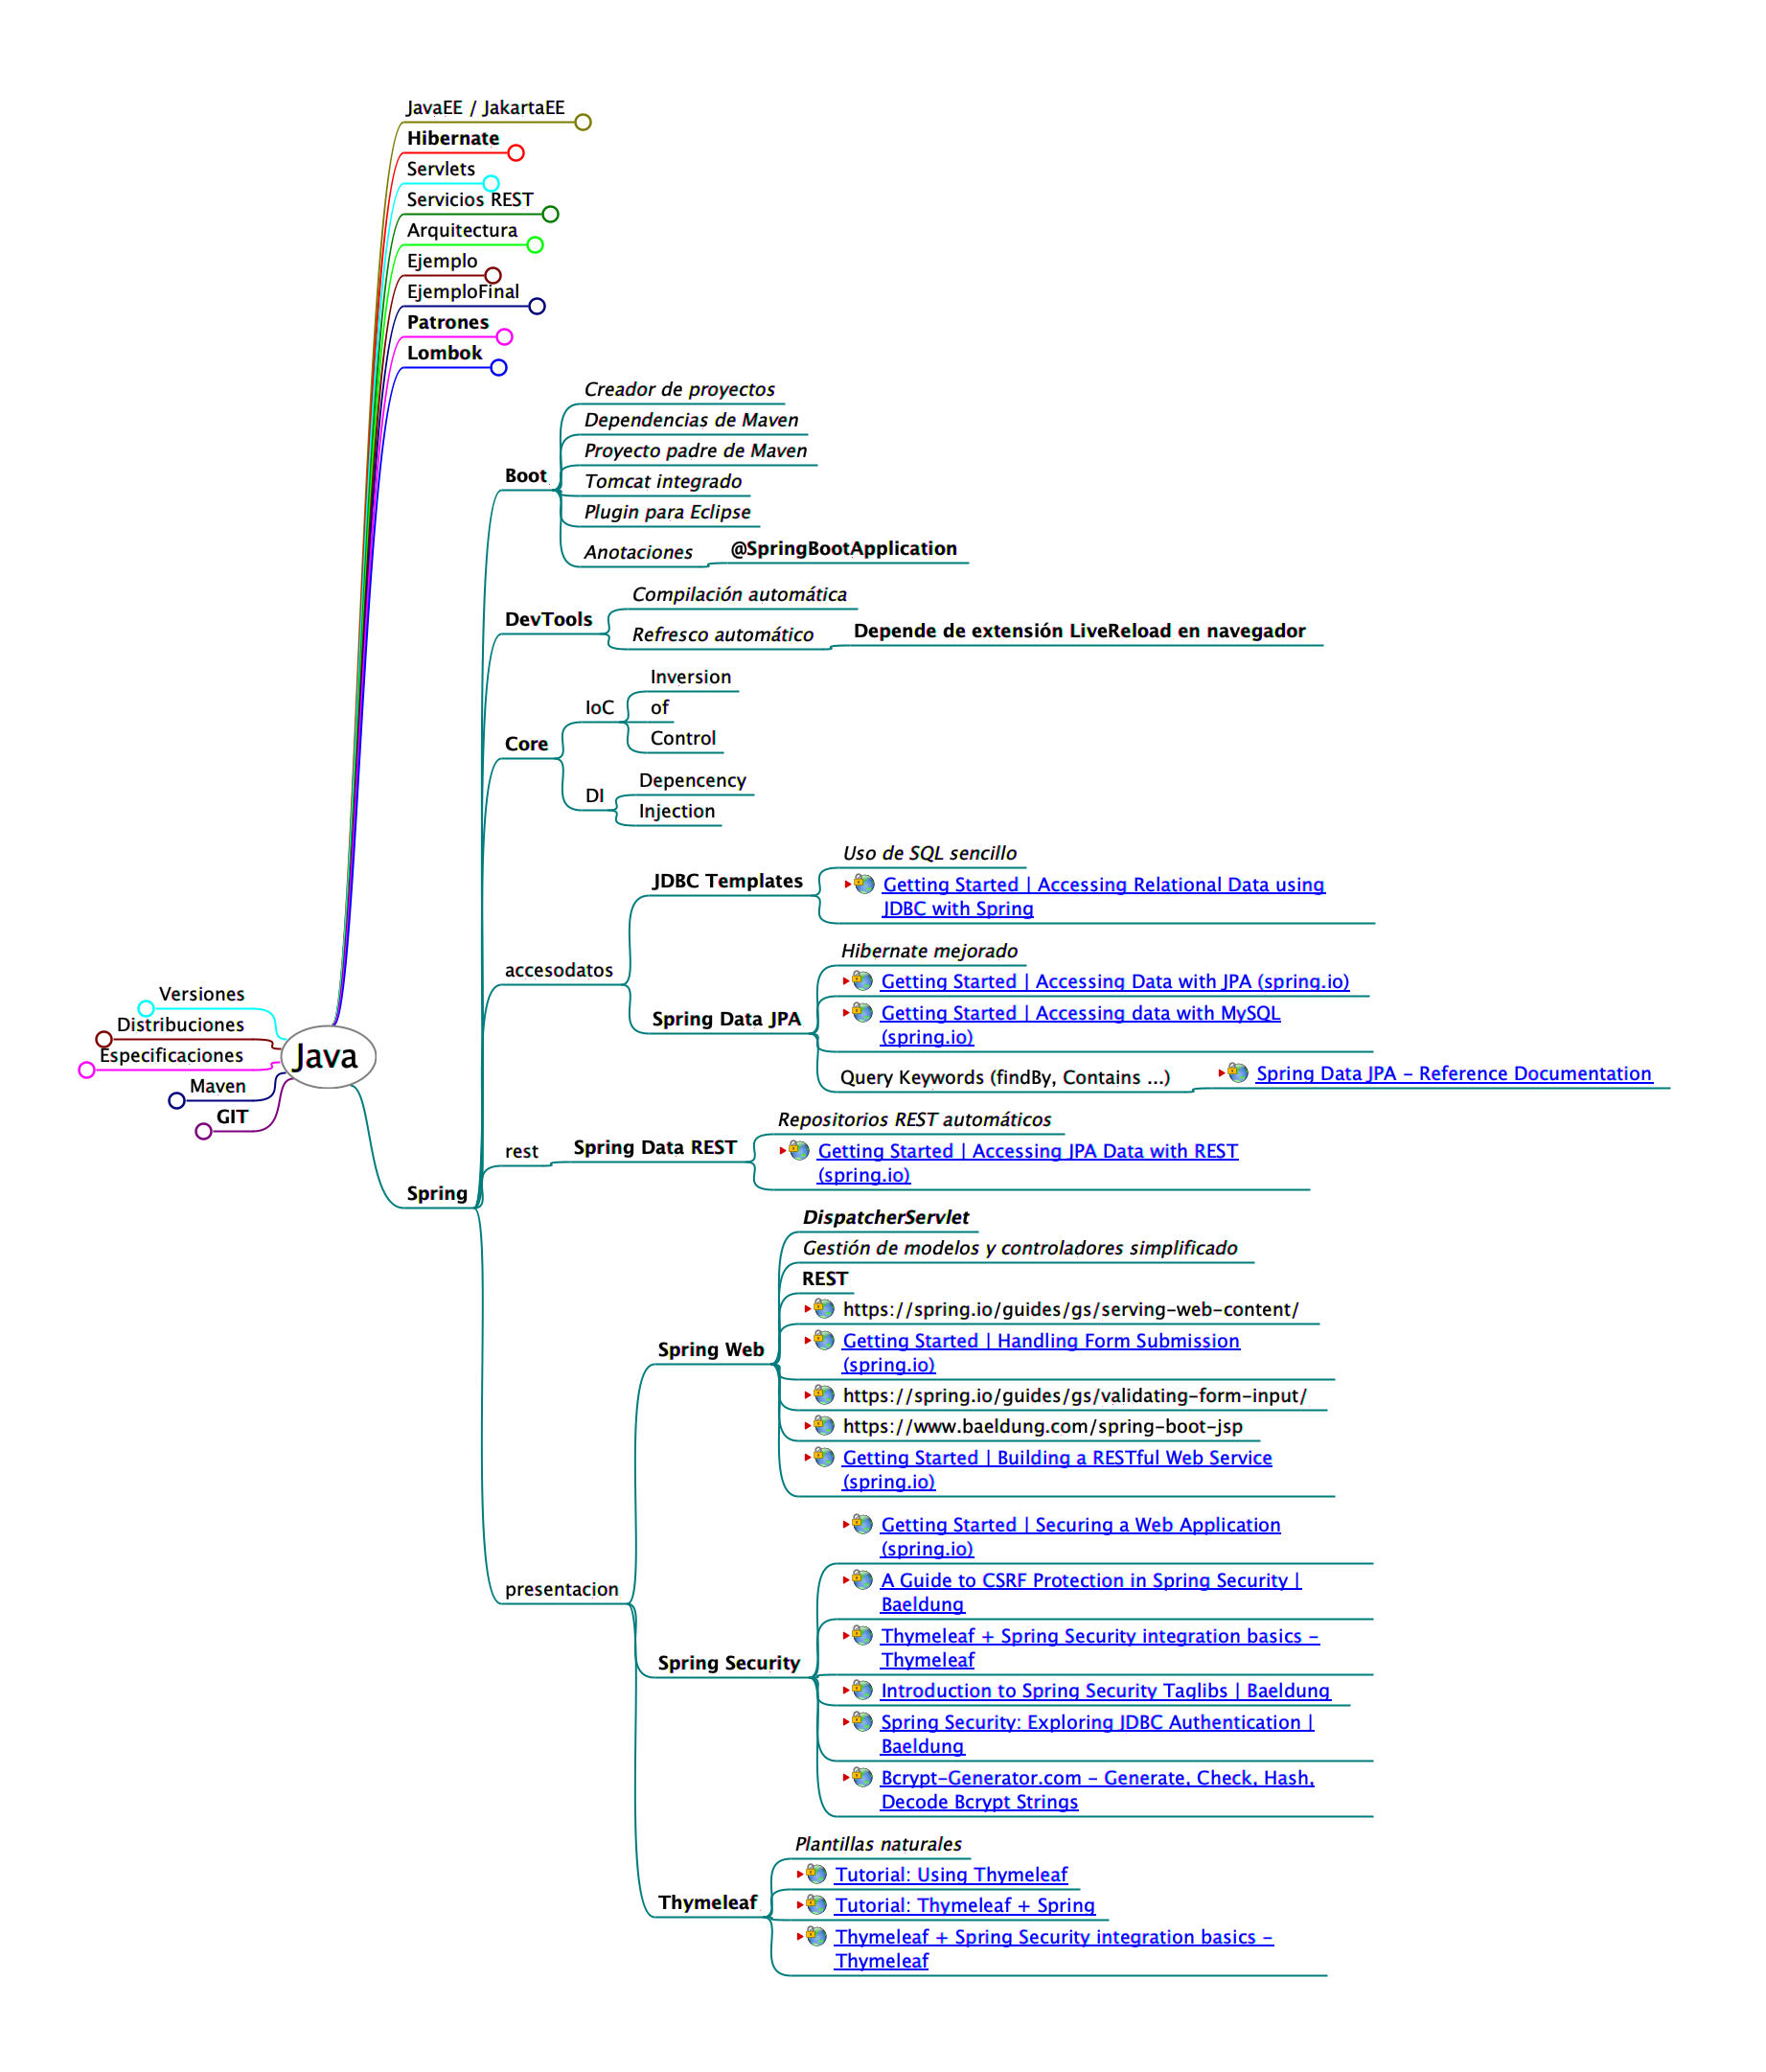 JavaEE / JakartaEE
Hibernate
Servlets
Servicios REST
Arquitectura
Ejemplo
EjemploFinal
Patrones
Lombok
Creador de proyectos
Dependencias de Maven
Proyecto padre de Maven
Boot
Tomcat integrado
Plugin para Eclipse
Anotaciones
@SpringBootApplication
Compilación automática
DevTools
Refresco automático
Depende de extensión LiveReload en navegador
Inversion
IoC
of
Control
Core
Depencency
DI
Injection
Uso de SQL sencillo
JDBC Templates
Getting Started | Accessing Relational Data using
JDBC with Spring
accesodatos
Hibernate mejorado
Getting Started | Accessing Data with JPA (spring.io)
Spring Data JPA
Getting Started | Accessing data with MySQL
(spring.io)
Query Keywords (findBy, Contains ...)
Spring Data JPA - Reference Documentation
Versiones
Distribuciones
Especificaciones
Maven
GIT
Java
Repositorios REST automáticos
rest
Spring Data REST
Getting Started | Accessing JPA Data with REST
(spring.io)
Spring
DispatcherServlet
Gestión de modelos y controladores simplificado
REST
https://spring.io/guides/gs/serving-web-content/
Spring Web
Getting Started | Handling Form Submission
(spring.io)
https://spring.io/guides/gs/validating-form-input/
https://www.baeldung.com/spring-boot-jsp
Getting Started | Building a RESTful Web Service
(spring.io)
presentacion
Getting Started | Securing a Web Application
(spring.io)
A Guide to CSRF Protection in Spring Security |
Baeldung
Thymeleaf + Spring Security integration basics -
Thymeleaf
Spring Security
Introduction to Spring Security Taglibs | Baeldung
Spring Security: Exploring JDBC Authentication |
Baeldung
Bcrypt-Generator.com - Generate, Check, Hash,
Decode Bcrypt Strings
Plantillas naturales
Tutorial: Using Thymeleaf
Thymeleaf
Tutorial: Thymeleaf + Spring
Thymeleaf + Spring Security integration basics -
Thymeleaf